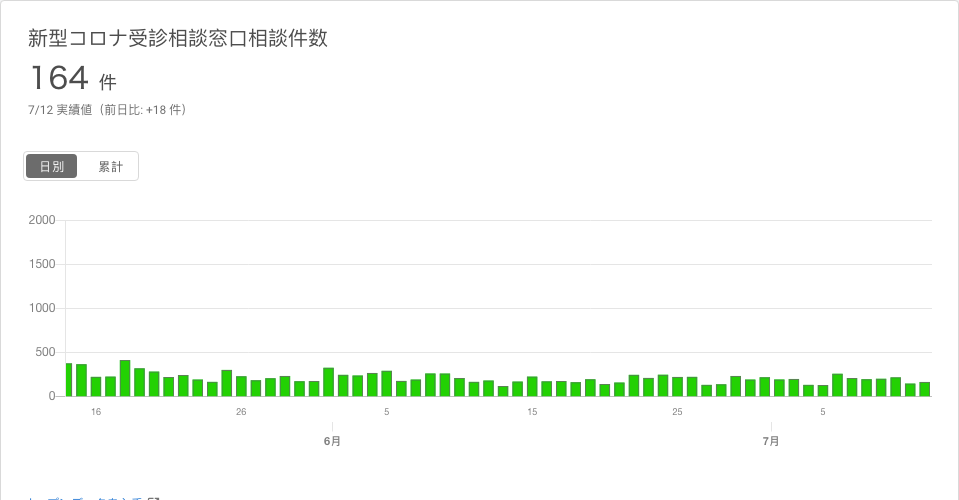 新型コロナ受診相談窓口相談件数
164 件
7/12 実績値（前日比: +18 件）
日別 累計
2000
1500
1000
500
0
16 26 5 15 25 5
6月 7月